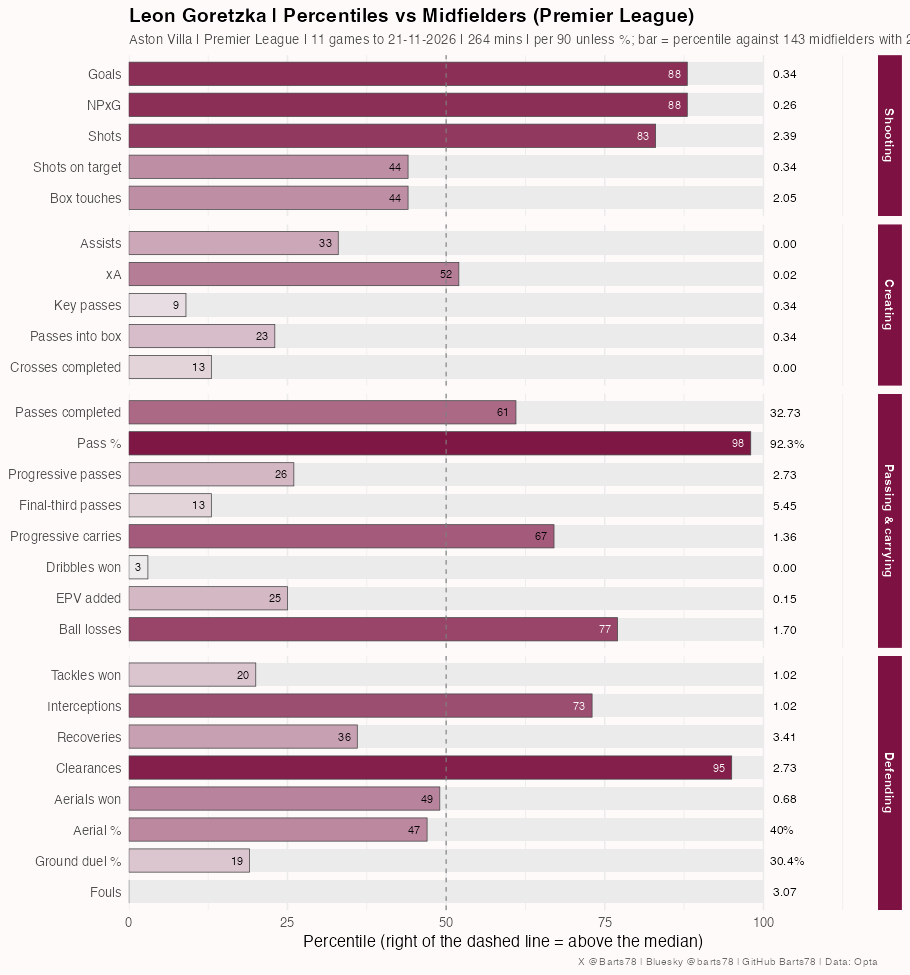 Leon Goretzka | Percentiles vs Midfielders (Premier League)
Aston Villa | Premier League | 11 games to 21-11-2026 | 264 mins | per 90 unless %; bar = percentile against 143 midfielders with 2
Goals 88 0.34
NPxG 88 0.26
Shots 83 2.39
Shots on target 44 0.34
Box touches 44 2.05
Shooting
Assists 33 0.00
xA 52 0.02
Key passes 9 0.34
Passes into box 23 0.34
Crosses completed 13 0.00
Creating
Passes completed 61 32.73
Pass % 98 92.3%
Progressive passes 26 2.73
Final-third passes 13 5.45
Progressive carries 67 1.36
Dribbles won 3 0.00
EPV added 25 0.15
Ball losses 77 1.70
Passing & carrying
Tackles won 20 1.02
Interceptions 73 1.02
Recoveries 36 3.41
Clearances 95 2.73
Aerials won 49 0.68
Aerial % 47 40%
Ground duel % 19 30.4%
Fouls 3.07
Defending
0 25 50 75 100
Percentile (right of the dashed line = above the median)
X @Barts78 | Bluesky @barts78 | GitHub Barts78 | Data: Opta